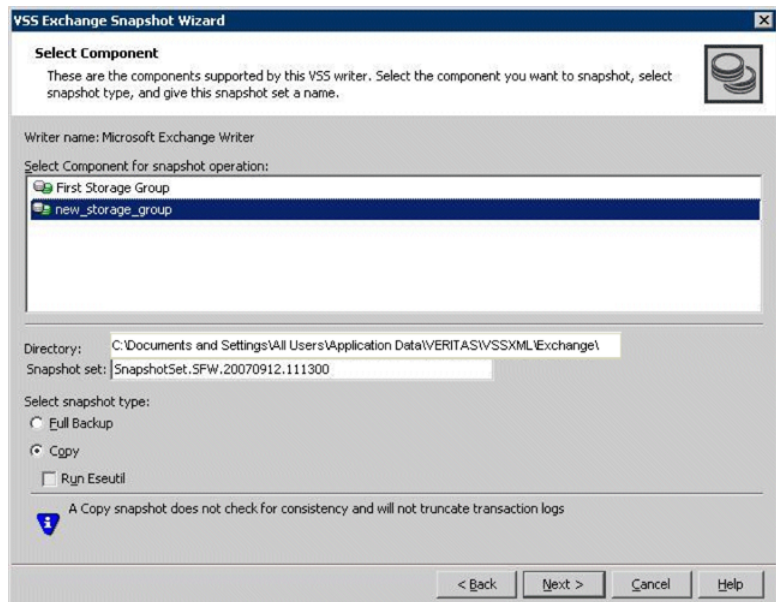 VSS Exchange Snapshot Wizard
Select Component
These are the components supported by this VSS writer. Select the component you want to snapshot, select
snapshot type, and give this snapshot set a name.
Writer name: Microsoft Exchange Writer
Select Component for snapshot operation:
First Storage Group
new_storage_group
Directory: C:\Documents and Settings\All Users\Application Data\VERITAS\VSSXML\Exchange\
Snapshot set: SnapshotSet.SFW.20070912.111300
Select snapshot type:
Full Backup
Copy
Run Eseutil
A Copy snapshot does not check for consistency and will not truncate transaction logs
< Back Next > Cancel Help